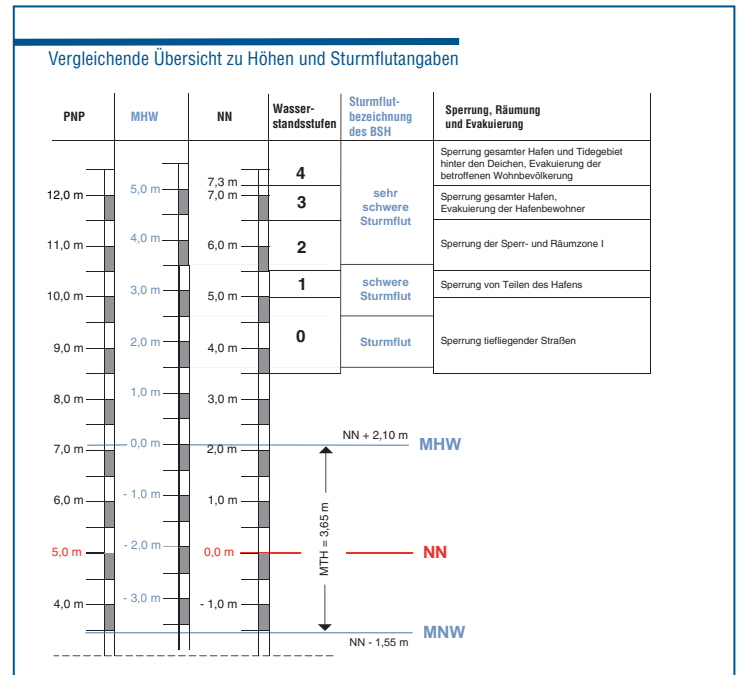 Vergleichende Übersicht zu Höhen und Sturmflutangaben
PNP
MHW
NN
Wasser-
standsstufen
Sturmflut-
bezeichnung
des BSH
Sperrung, Räumung
und Evakuierung
4
Sperrung gesamter Hafen und Tidegebiet
hinter den Deichen, Evakuierung der
betroffenen Wohnbevölkerung
7,3 m
12,0 m
5,0 m
7,0 m
3
sehr
schwere
Sturmflut
Sperrung gesamter Hafen,
Evakuierung der Hafenbewohner
11,0 m
4,0 m
6,0 m
2
Sperrung der Sperr- und Räumzone I
10,0 m
3,0 m
5,0 m
1
schwere
Sturmflut
Sperrung von Teilen des Hafens
9,0 m
2,0 m
4,0 m
0
Sturmflut
Sperrung tiefliegender Straßen
8,0 m
1,0 m
3,0 m
NN + 2,10 m
MHW
7,0 m
0,0 m
2,0 m
6,0 m
- 1,0 m
1,0 m
MTH = 3,65 m
5,0 m
- 2,0 m
0,0 m
NN
4,0 m
- 3,0 m
- 1,0 m
MNW
NN - 1,55 m